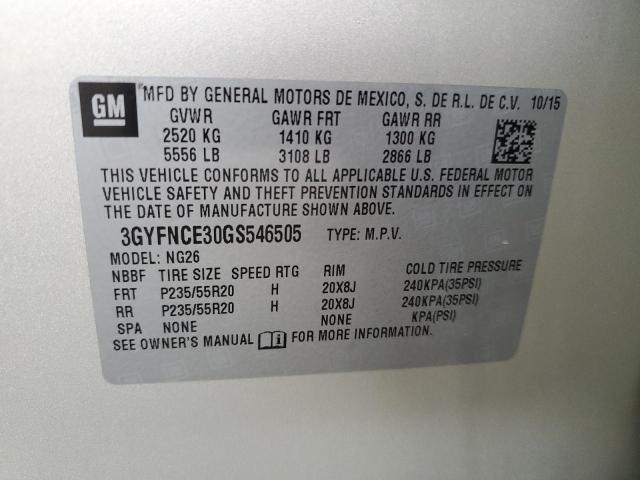 GM MFD BY GENERAL MOTORS DE MEXICO, S. DE R.L. DE C.V. 10/15
GVWR GAWR FRT GAWR RR
2520 KG 1410 KG 1300 KG
5556 LB 3108 LB 2866 LB
THIS VEHICLE CONFORMS TO ALL APPLICABLE U.S. FEDERAL MOTOR
VEHICLE SAFETY AND THEFT PREVENTION STANDARDS IN EFFECT ON
THE DATE OF MANUFACTURE SHOWN ABOVE.
3GYFNCE30GS546505 TYPE: M.P.V.
MODEL: NG26
NBBF TIRE SIZE SPEED RTG RIM COLD TIRE PRESSURE
FRT P235/55R20 H 20X8J 240KPA(35PSI)
RR P235/55R20 H 20X8J 240KPA(35PSI)
SPA NONE NONE KPA(PSI)
SEE OWNER'S MANUAL FOR MORE INFORMATION.